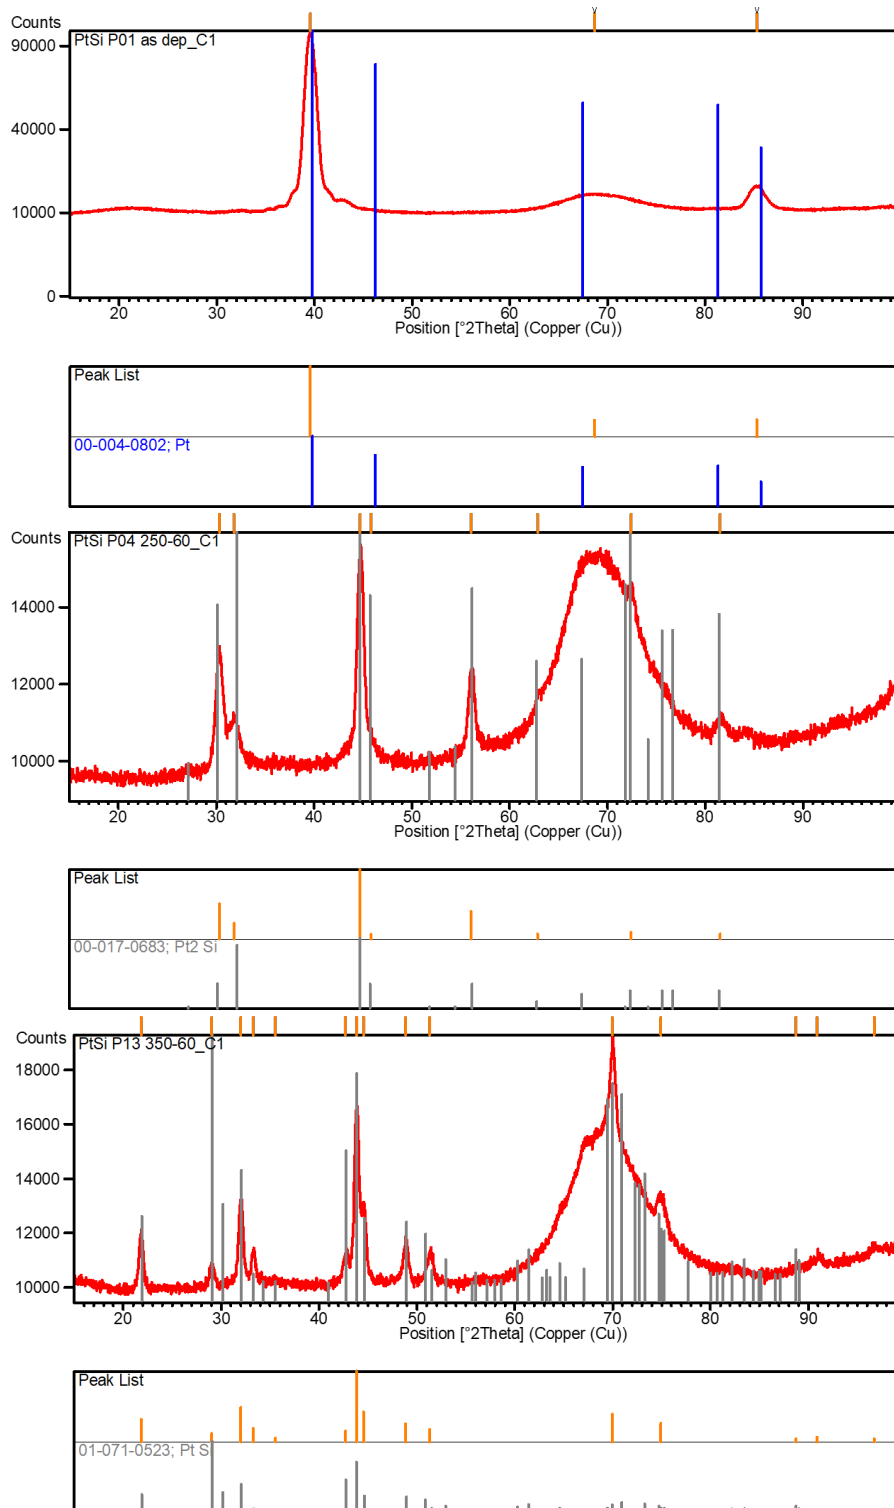 Counts
PtSi P01 as dep_C1
90000
40000
10000
0
20 30 40 50 60 70 80 90
Position [°2Theta] (Copper (Cu))
Peak List
00-004-0802; Pt
Counts
PtSi P04 250-60_C1
14000
12000
10000
20 30 40 50 60 70 80 90
Position [°2Theta] (Copper (Cu))
Peak List
00-017-0683; Pt2 Si
Counts
PtSi P13 350-60_C1
18000
16000
14000
12000
10000
20 30 40 50 60 70 80 90
Position [°2Theta] (Copper (Cu))
Peak List
01-071-0523; Pt S